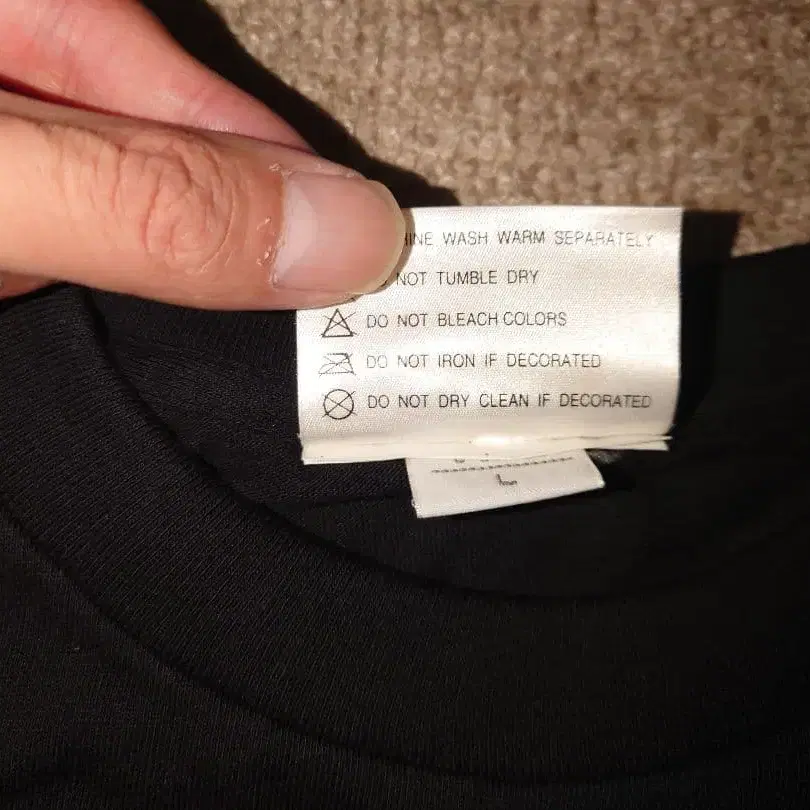 HINE WASH WARM SEPARATELY
NOT TUMBLE DRY
DO NOT BLEACH COLORS
DO NOT IRON IF DECORATED
DO NOT DRY CLEAN IF DECORATED
L